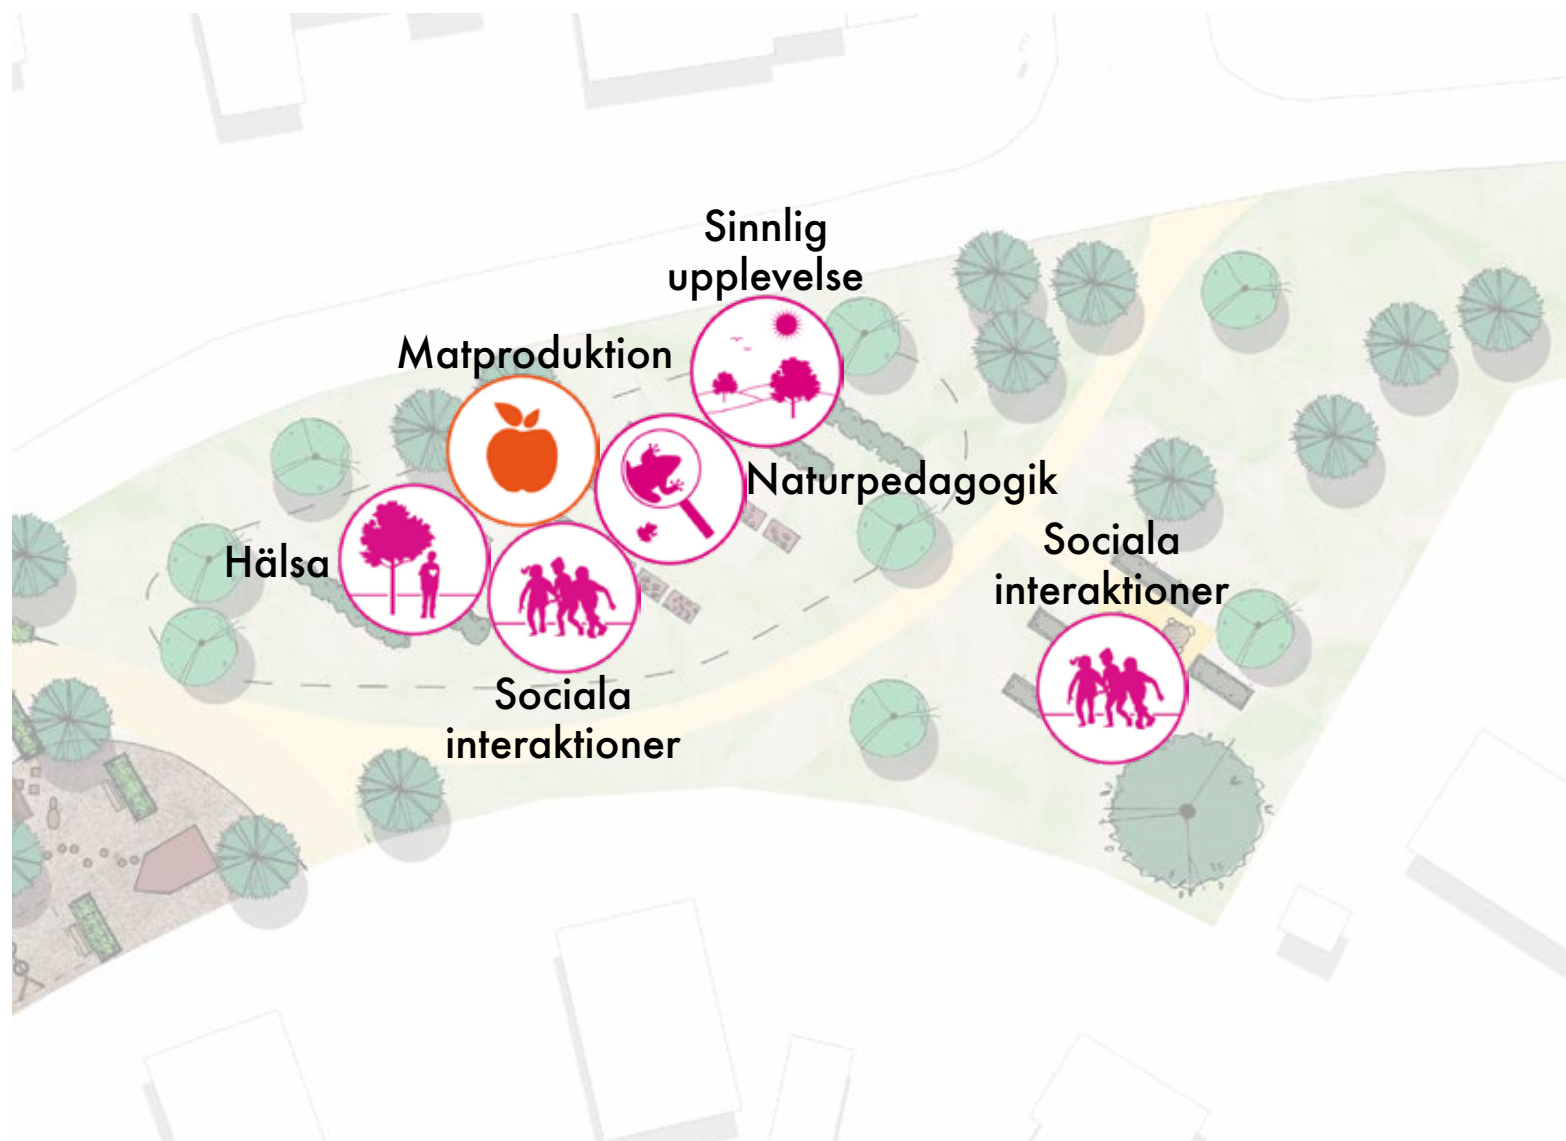 Sinnlig
upplevelse
Matproduktion
Naturpedagogik
Hälsa
Sociala
interaktioner
Sociala
interaktioner